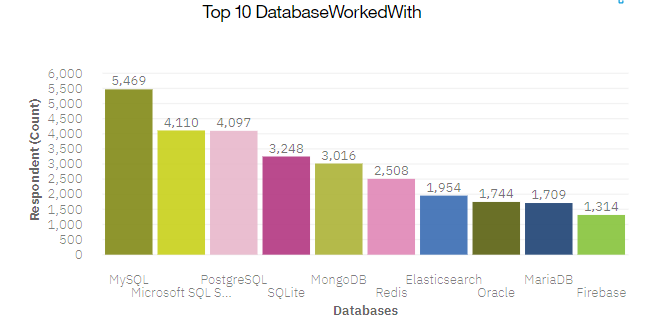 Top 10 DatabaseWorkedWith
Respondent (Count)
6,000
5,500
5,000
4,500
4,000
3,500
3,000
2,500
2,000
1,500
1,000
500
0
5,469
4,110
4,097
3,248
3,016
2,508
1,954
1,744
1,709
1,314
MySQL
Microsoft SQL S...
PostgreSQL
SQLite
MongoDB
Redis
Elasticsearch
Oracle
MariaDB
Firebase
Databases